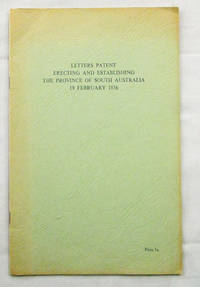 LETTERS PATENT
ERECTING AND ESTABLISHING
THE PROVINCE OF SOUTH AUSTRALIA
19 FEBRUARY 1836